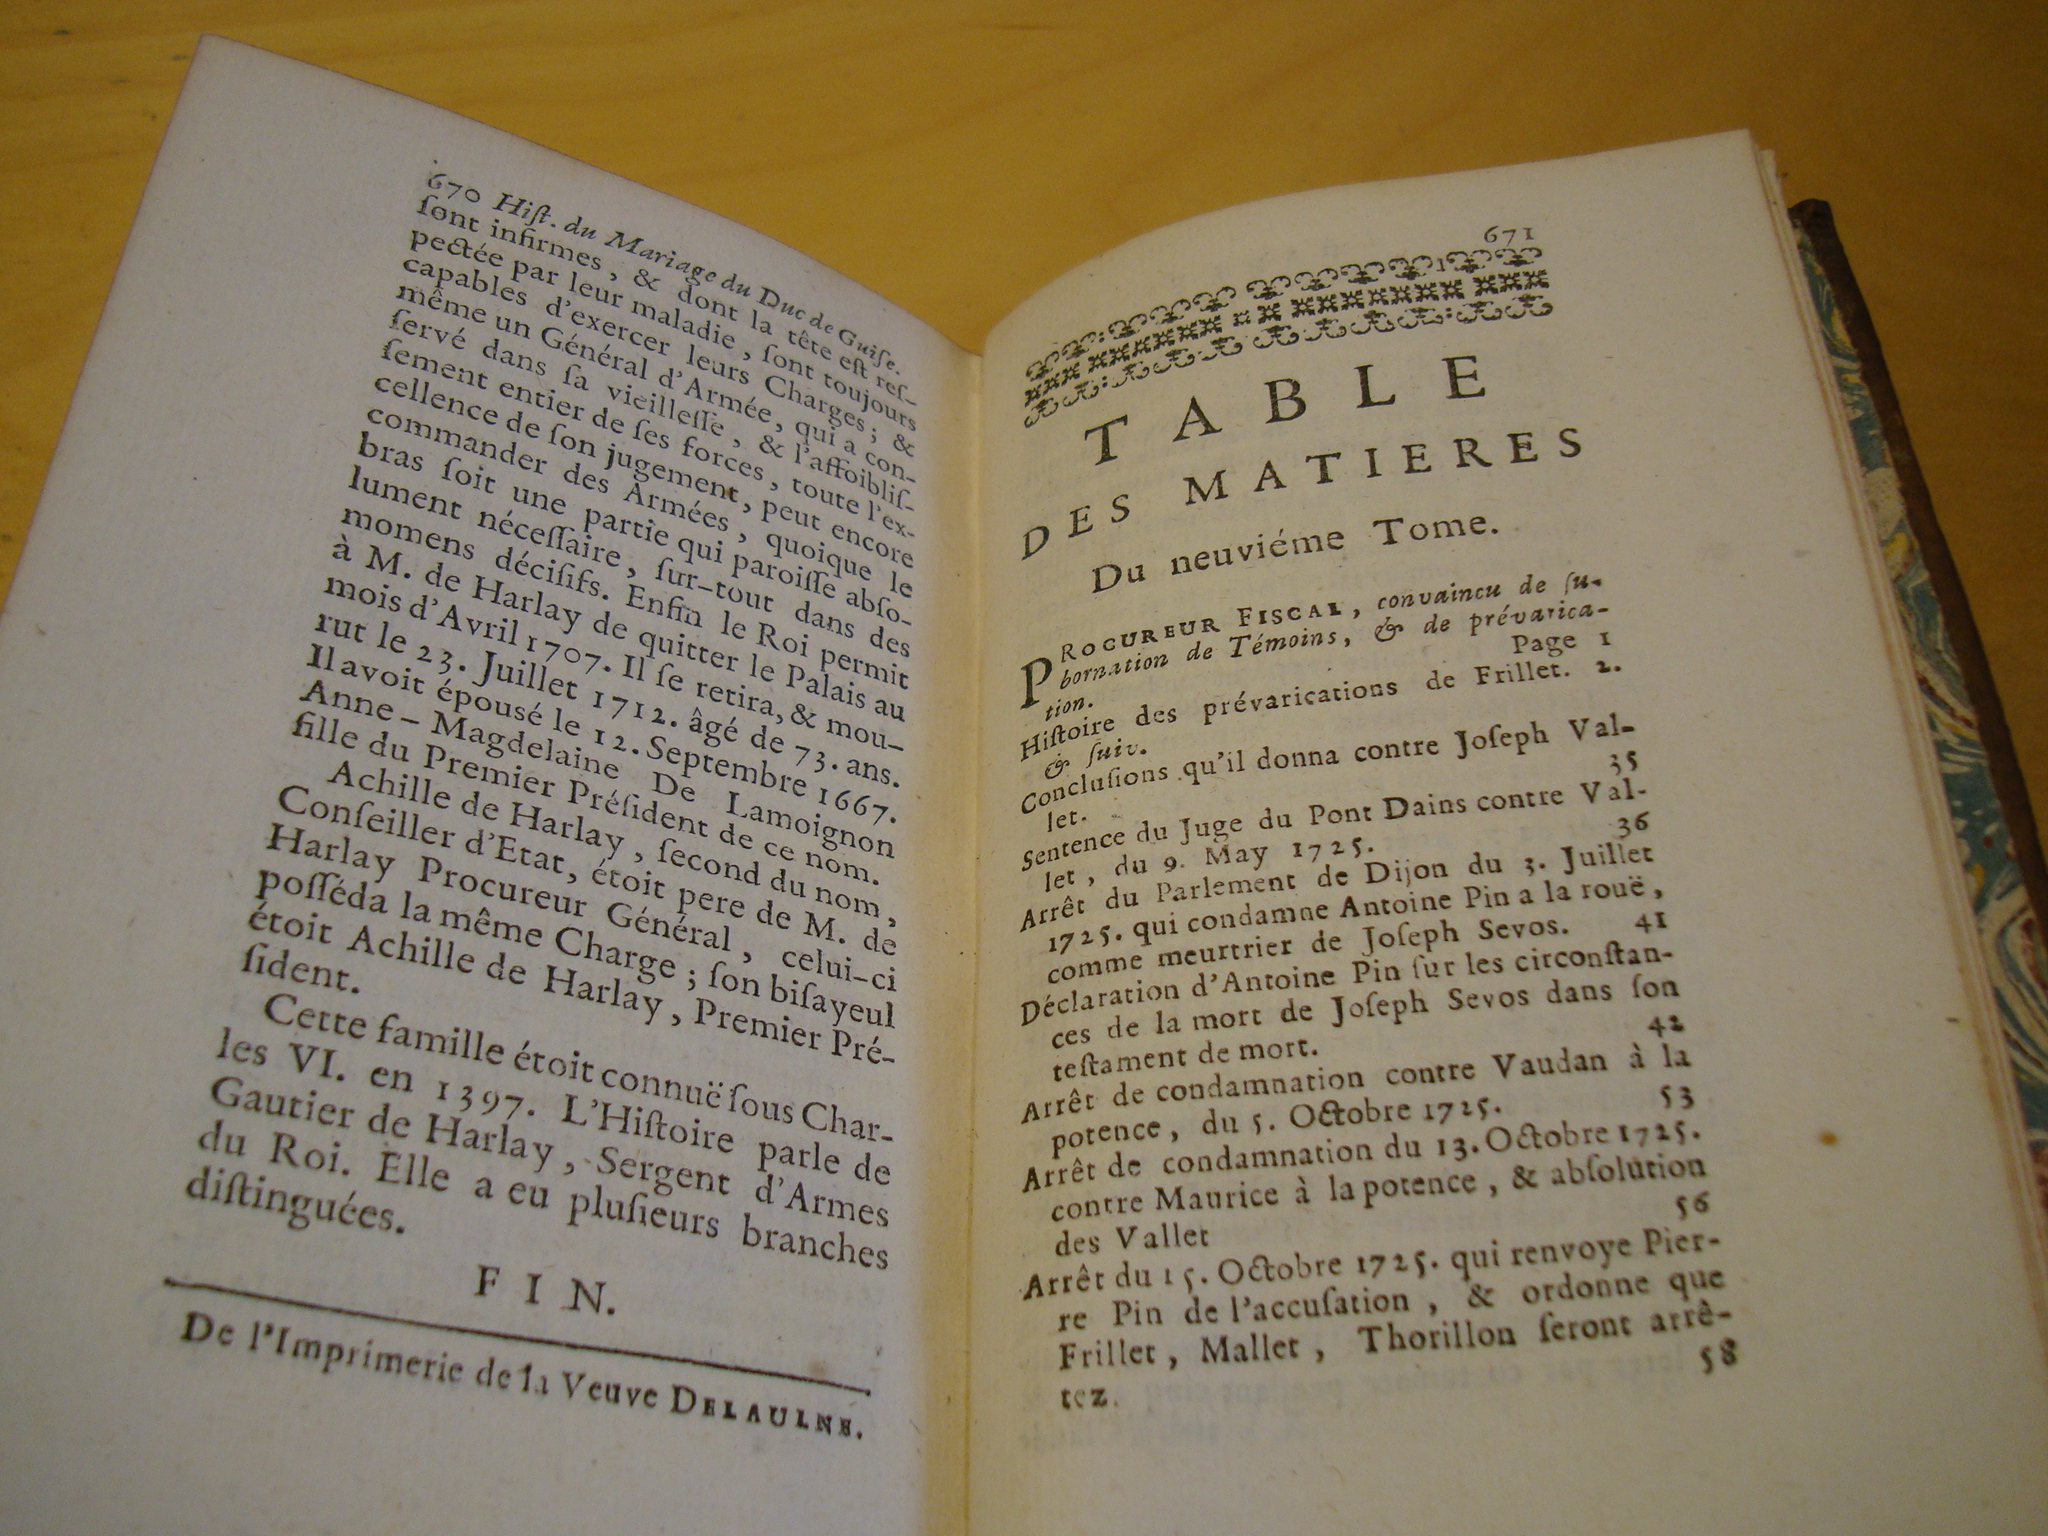 670 Hiſt. du Mariage du Duc de Guiſe.
ſont infirmes, & dont la tête eſt reſ-
pectée par leur maladie, ſont toujours
capables d'exercer leurs Charges; &
même un Général d'Armée, qui a con-
ſervé dans ſa vieilleſſe, & l'affoibliſ-
ſement entier de ſes forces, toute l'ex-
cellence de ſon jugement, peut encore
commander des Armées, quoique le
bras ſoit une partie qui paroiſſe abſo-
lument néceſſaire, ſur-tout dans des
momens déciſifs. Enfin le Roi permit
à M. de Harlay de quitter le Palais au
mois d'Avril 1707. Il ſe retira, & mou-
rut le 23. Juillet 1712. âgé de 73. ans.
Il avoit épousé le 12. Septembre 1667.
Anne-Magdelaine De Lamoignon
fille du Premier Préſident de ce nom.
Achille de Harlay, ſecond du nom,
Conſeiller d'Etat, étoit pere de M. de
Harlay Procureur Général, celui-ci
poſſéda la même Charge; ſon biſayeul
étoit Achille de Harlay, Premier Pré-
ſident.
Cette famille étoit connuë ſous Char-
les VI. en 1397. L'Hiſtoire parle de
Gautier de Harlay, Sergent d'Armes
du Roi. Elle a eu pluſieurs branches
diſtinguées.
FIN.
De l'Imprimerie de la Veuve DELAULNE.
671
TABLE
DES MATIERES
Du neuviéme Tome.
PROCUREUR FISCAL, convaincu de ſu-
bornation de Témoins, & de prévarica-
tion. Page 1
Hiſtoire des prévarications de Frillet. 2.
& ſuiv.
Concluſions qu'il donna contre Joſeph Val-
let. 35
Sentence du Juge du Pont Dains contre Val-
let, du 9. May 1725. 36
Arrêt du Parlement de Dijon du 3. Juillet
1725. qui condamne Antoine Pin a la rouë,
comme meurtrier de Joſeph Sevos. 41
Déclaration d'Antoine Pin ſur les circonſtan-
ces de la mort de Joſeph Sevos dans ſon
teſtament de mort. 42
Arrêt de condamnation contre Vaudan à la
potence, du 5. Octobre 1725. 53
Arrêt de condamnation du 13. Octobre 1725.
contre Maurice à la potence, & abſolution
des Vallet 56
Arrêt du 15. Octobre 1725. qui renvoye Pier-
re Pin de l'accuſation, & ordonne que
Frillet, Mallet, Thorillon ſeront arrê-
tez. 58